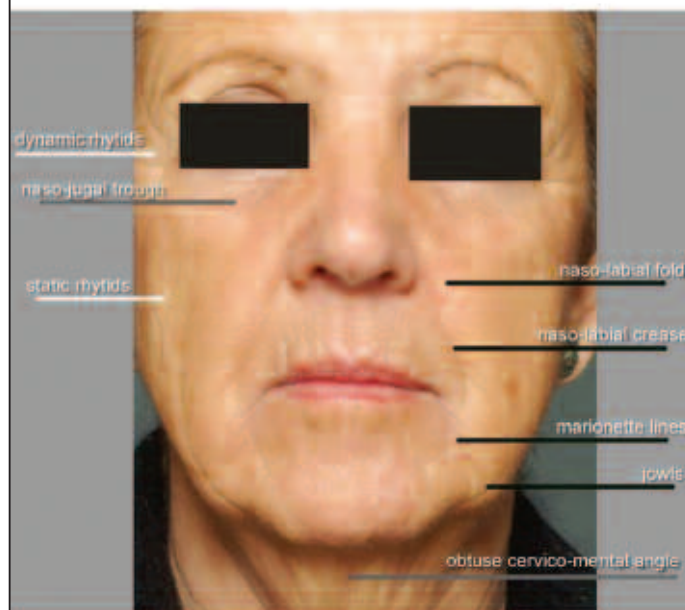 dynamic rhytids
naso-jugal trough
static rhytids
naso-labial fold
naso-labial crease
marionette lines
jowls
obtuse cervico-mental angle